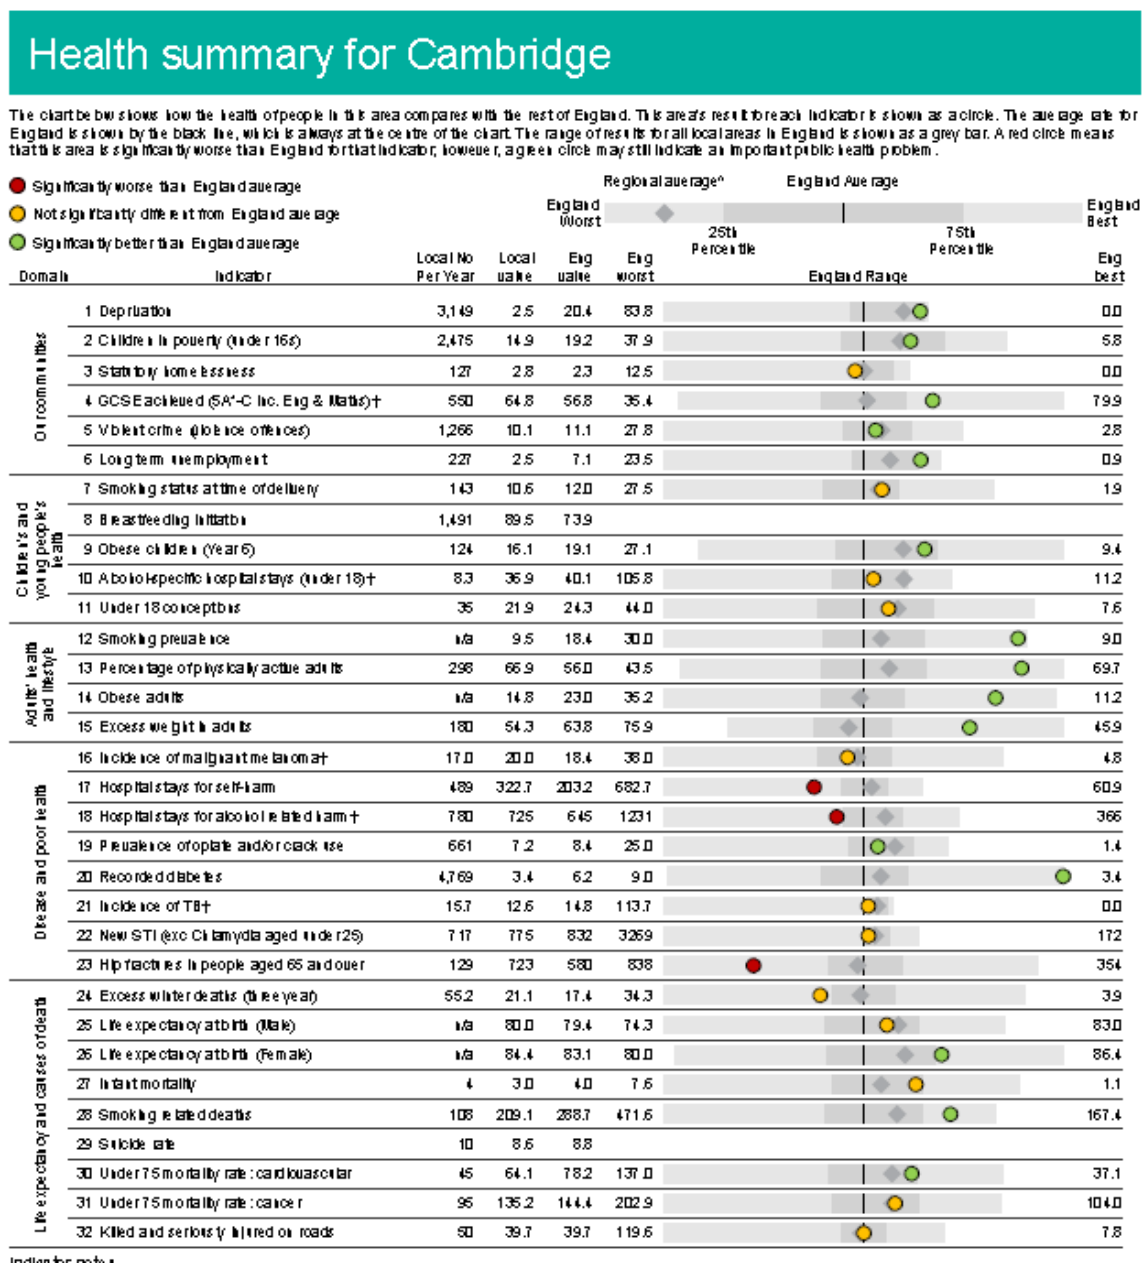 Health summary for Cambridge
The chart below shows how the health of people in this area compares with the rest of England. This area's result for each indicator is shown as a circle. The average rate for
England is shown by the black line, which is always at the centre of the chart. The range of results for all local areas in England is shown as a grey bar. A red circle means
that this area is significantly worse than England for that indicator; however, a green circle may still indicate an important public health problem.
Significantly worse than England average
Not significantly different from England average
Significantly better than England average
Regional average^ England Average
England Worst England Best
25th Percentile 75th Percentile
Domain Indicator Local No Per Year Local value Eng value Eng worst England Range Eng best
Our communities
1 Deprivation 3,149 2.5 20.4 83.8 0.0
2 Children in poverty (under 16s) 2,475 14.9 19.2 37.9 5.8
3 Statutory homelessness 127 2.8 2.3 12.5 0.0
4 GCSE achieved (5A*-C inc. Eng & Maths)† 550 64.8 56.8 35.4 79.9
5 Violent crime (violence offences) 1,266 10.1 11.1 27.8 2.8
6 Long term unemployment 227 2.5 7.1 23.5 0.9
Children's and young people's health
7 Smoking status at time of delivery 143 10.6 12.0 27.5 1.9
8 Breastfeeding initiation 1,491 89.5 73.9
9 Obese children (Year 6) 124 16.1 19.1 27.1 9.4
10 Alcohol-specific hospital stays (under 18)† 8.3 36.9 40.1 105.8 11.2
11 Under 18 conceptions 35 21.9 24.3 44.0 7.6
Adults' health and lifestyle
12 Smoking prevalence n/a 9.5 18.4 30.0 9.0
13 Percentage of physically active adults 298 66.9 56.0 43.5 69.7
14 Obese adults n/a 14.8 23.0 35.2 11.2
15 Excess weight in adults 180 54.3 63.8 75.9 45.9
Disease and poor health
16 Incidence of malignant melanoma† 17.0 20.0 18.4 38.0 4.8
17 Hospital stays for self-harm 489 322.7 203.2 682.7 60.9
18 Hospital stays for alcohol related harm† 780 725 645 1231 366
19 Prevalence of opiate and/or crack use 661 7.2 8.4 25.0 1.4
20 Recorded diabetes 4,769 3.4 6.2 9.0 3.4
21 Incidence of TB† 15.7 12.6 14.8 113.7 0.0
22 New STI (exc Chlamydia aged under 25) 717 775 832 3269 172
23 Hip fractures in people aged 65 and over 129 723 580 838 354
Life expectancy and causes of death
24 Excess winter deaths (three year) 55.2 21.1 17.4 34.3 3.9
25 Life expectancy at birth (Male) n/a 80.0 79.4 74.3 83.0
26 Life expectancy at birth (Female) n/a 84.4 83.1 80.0 86.4
27 Infant mortality 4 3.0 4.0 7.6 1.1
28 Smoking related deaths 108 209.1 288.7 471.6 167.4
29 Suicide rate 10 8.6 8.8
30 Under 75 mortality rate: cardiovascular 45 64.1 78.2 137.0 37.1
31 Under 75 mortality rate: cancer 95 135.2 144.4 202.9 104.0
32 Killed and seriously injured on roads 50 39.7 39.7 119.6 7.8
Indicator notes